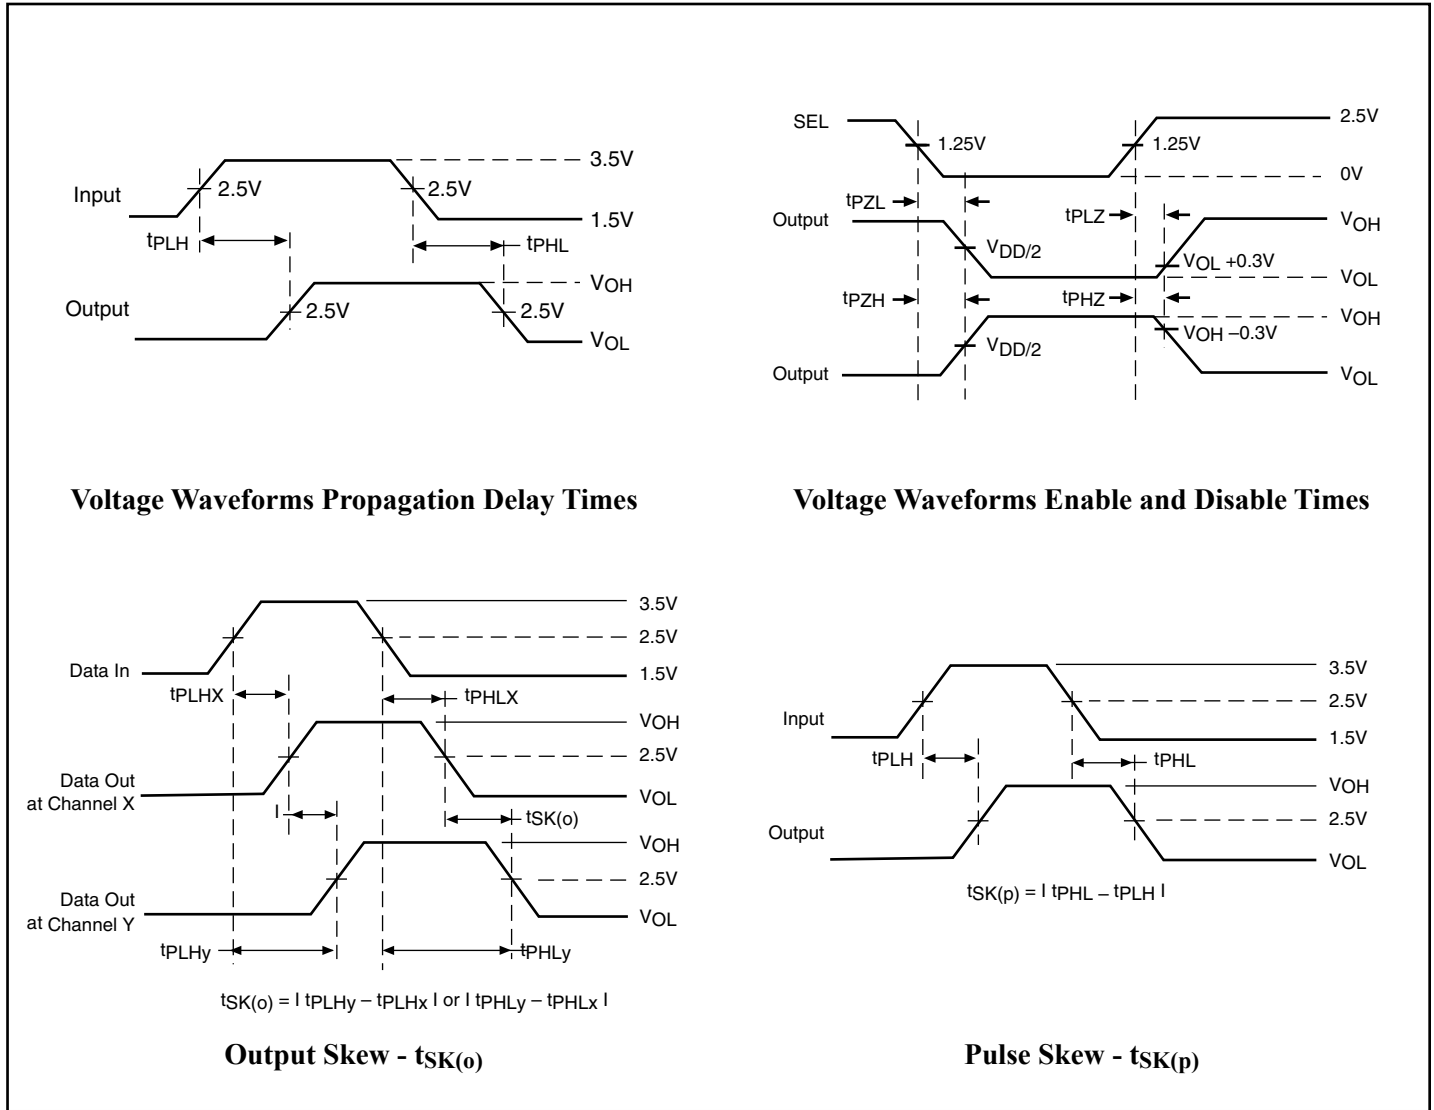 Input
2.5V
2.5V
3.5V
1.5V
tPLH
tPHL
Output
2.5V
2.5V
VOH
VOL
Voltage Waveforms Propagation Delay Times
SEL
1.25V
1.25V
2.5V
0V
tPZL
tPLZ
Output
VDD/2
VOL +0.3V
VOH
VOL
tPZH
tPHZ
Output
VDD/2
VOH –0.3V
VOH
VOL
Voltage Waveforms Enable and Disable Times
Data In
3.5V
2.5V
1.5V
tPLHX
tPHLX
Data Out
at Channel X
VOH
2.5V
VOL
I
tSK(o)
Data Out
at Channel Y
VOH
2.5V
VOL
tPLHy
tPHLy
tSK(o) = I tPLHy – tPLHx I or I tPHLy – tPHLx I
Output Skew - tSK(o)
Input
3.5V
2.5V
1.5V
tPLH
tPHL
Output
VOH
2.5V
VOL
tSK(p) = I tPHL – tPLH I
Pulse Skew - tSK(p)